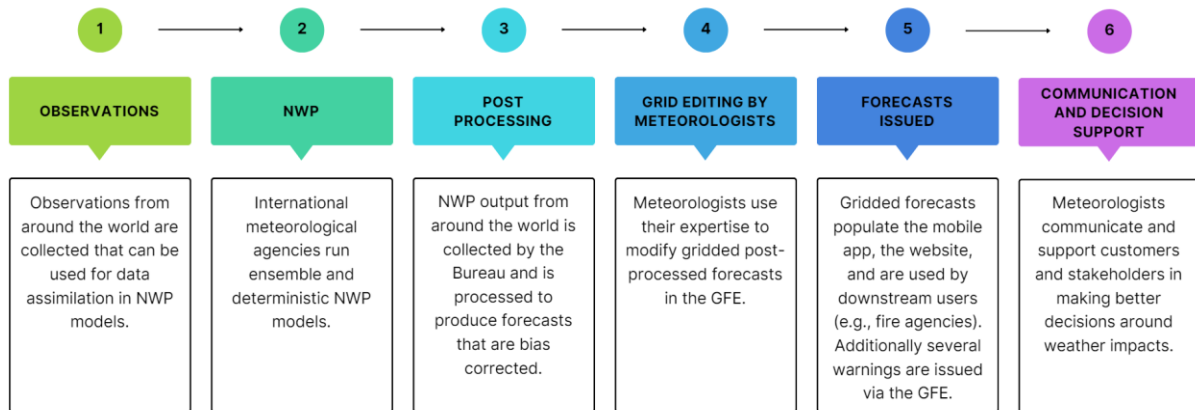 1
2
3
4
5
6
OBSERVATIONS
NWP
POST
PROCESSING
GRID EDITING BY
METEOROLOGISTS
FORECASTS
ISSUED
COMMUNICATION
AND DECISION
SUPPORT
Observations from
around the world are
collected that can be
used for data
assimilation in NWP
models.
International
meteorological
agencies run
ensemble and
deterministic NWP
models.
NWP output from
around the world is
collected by the
Bureau and is
processed to
produce forecasts
that are bias
corrected.
Meteorologists use
their expertise to
modify gridded post-
processed forecasts
in the GFE.
Gridded forecasts
populate the mobile
app, the website,
and are used by
downstream users
(e.g., fire agencies).
Additionally several
warnings are issued
via the GFE.
Meteorologists
communicate and
support customers
and stakeholders in
making better
decisions around
weather impacts.